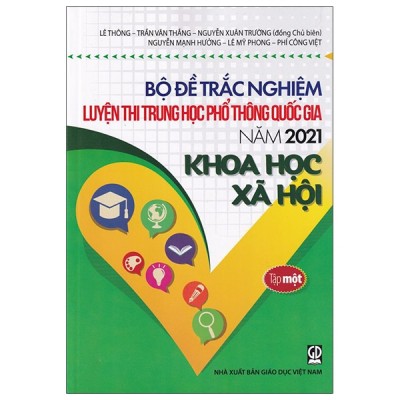 LÊ THÔNG – TRẦN VĂN THẮNG – NGUYỄN XUÂN TRƯỜNG (đồng Chủ biên)
NGUYỄN MẠNH HƯỞNG – LÊ MỸ PHONG – PHÍ CÔNG VIỆT
BỘ ĐỀ TRẮC NGHIỆM
LUYỆN THI TRUNG HỌC PHỔ THÔNG QUỐC GIA
NĂM 2021
KHOA HỌC
XÃ HỘI
Tập một
GD
NHÀ XUẤT BẢN GIÁO DỤC VIỆT NAM